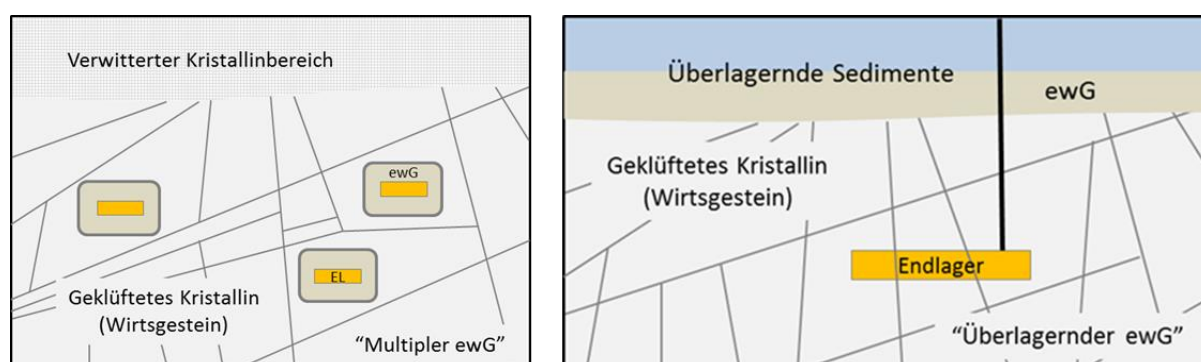 Verwitterter Kristallinbereich
ewG
EL
Geklüftetes Kristallin
(Wirtsgestein)
“Multipler ewG”
Überlagernde Sedimente
ewG
Geklüftetes Kristallin
(Wirtsgestein)
Endlager
“Überlagernder ewG”